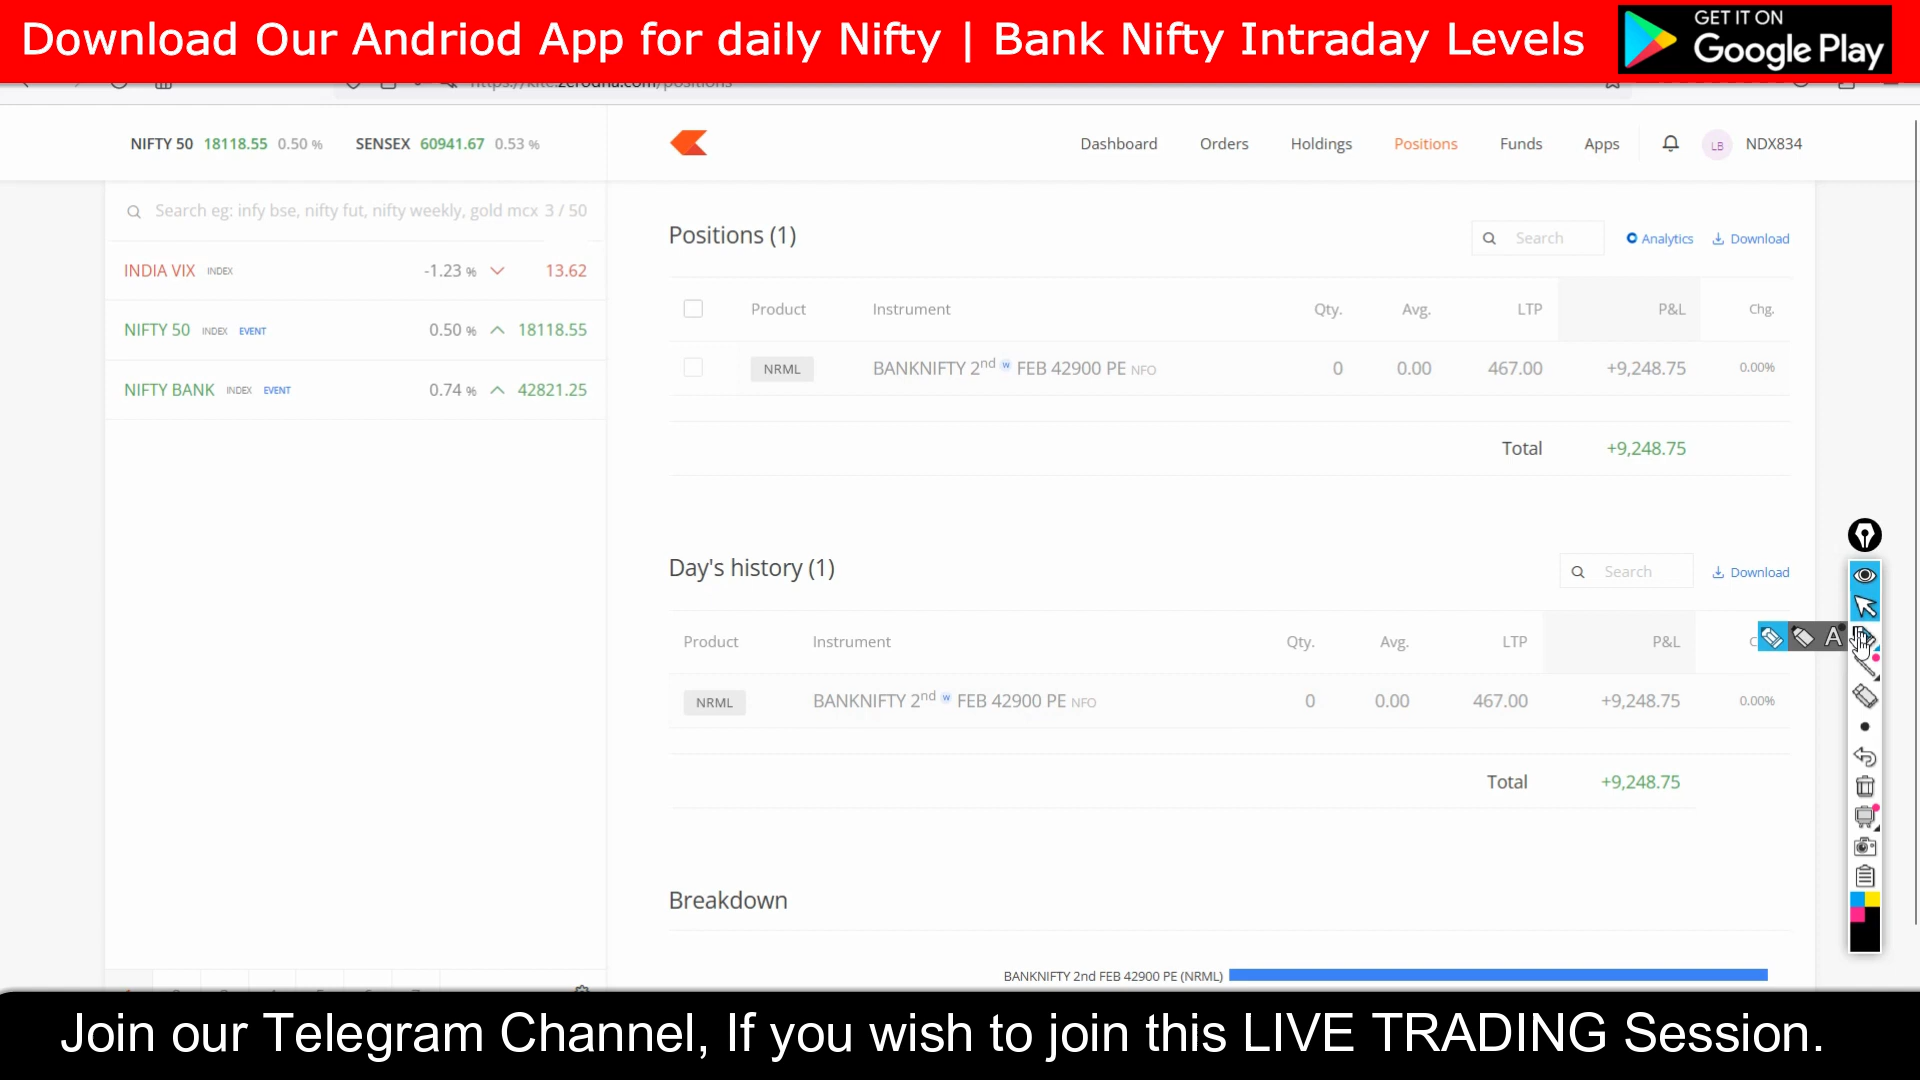 Download Our Andriod App for daily Nifty | Bank Nifty Intraday Levels
GET IT ON
Google Play
https://kite.zerodha.com/positions
NIFTY 50 18118.55 0.50 % SENSEX 60941.67 0.53 %
Dashboard Orders Holdings Positions Funds Apps LB NDX834
Search eg: infy bse, nifty fut, nifty weekly, gold mcx 3 / 50
INDIA VIX INDEX -1.23 % 13.62
NIFTY 50 INDEX EVENT 0.50 % 18118.55
NIFTY BANK INDEX EVENT 0.74 % 42821.25
Positions (1) Search Analytics Download
Product Instrument Qty. Avg. LTP P&L Chg.
NRML BANKNIFTY 2nd w FEB 42900 PE NFO 0 0.00 467.00 +9,248.75 0.00%
Total +9,248.75
Day's history (1) Search Download
Product Instrument Qty. Avg. LTP P&L
A
NRML BANKNIFTY 2nd w FEB 42900 PE NFO 0 0.00 467.00 +9,248.75 0.00%
Total +9,248.75
Breakdown
BANKNIFTY 2nd FEB 42900 PE (NRML)
Join our Telegram Channel, If you wish to join this LIVE TRADING Session.